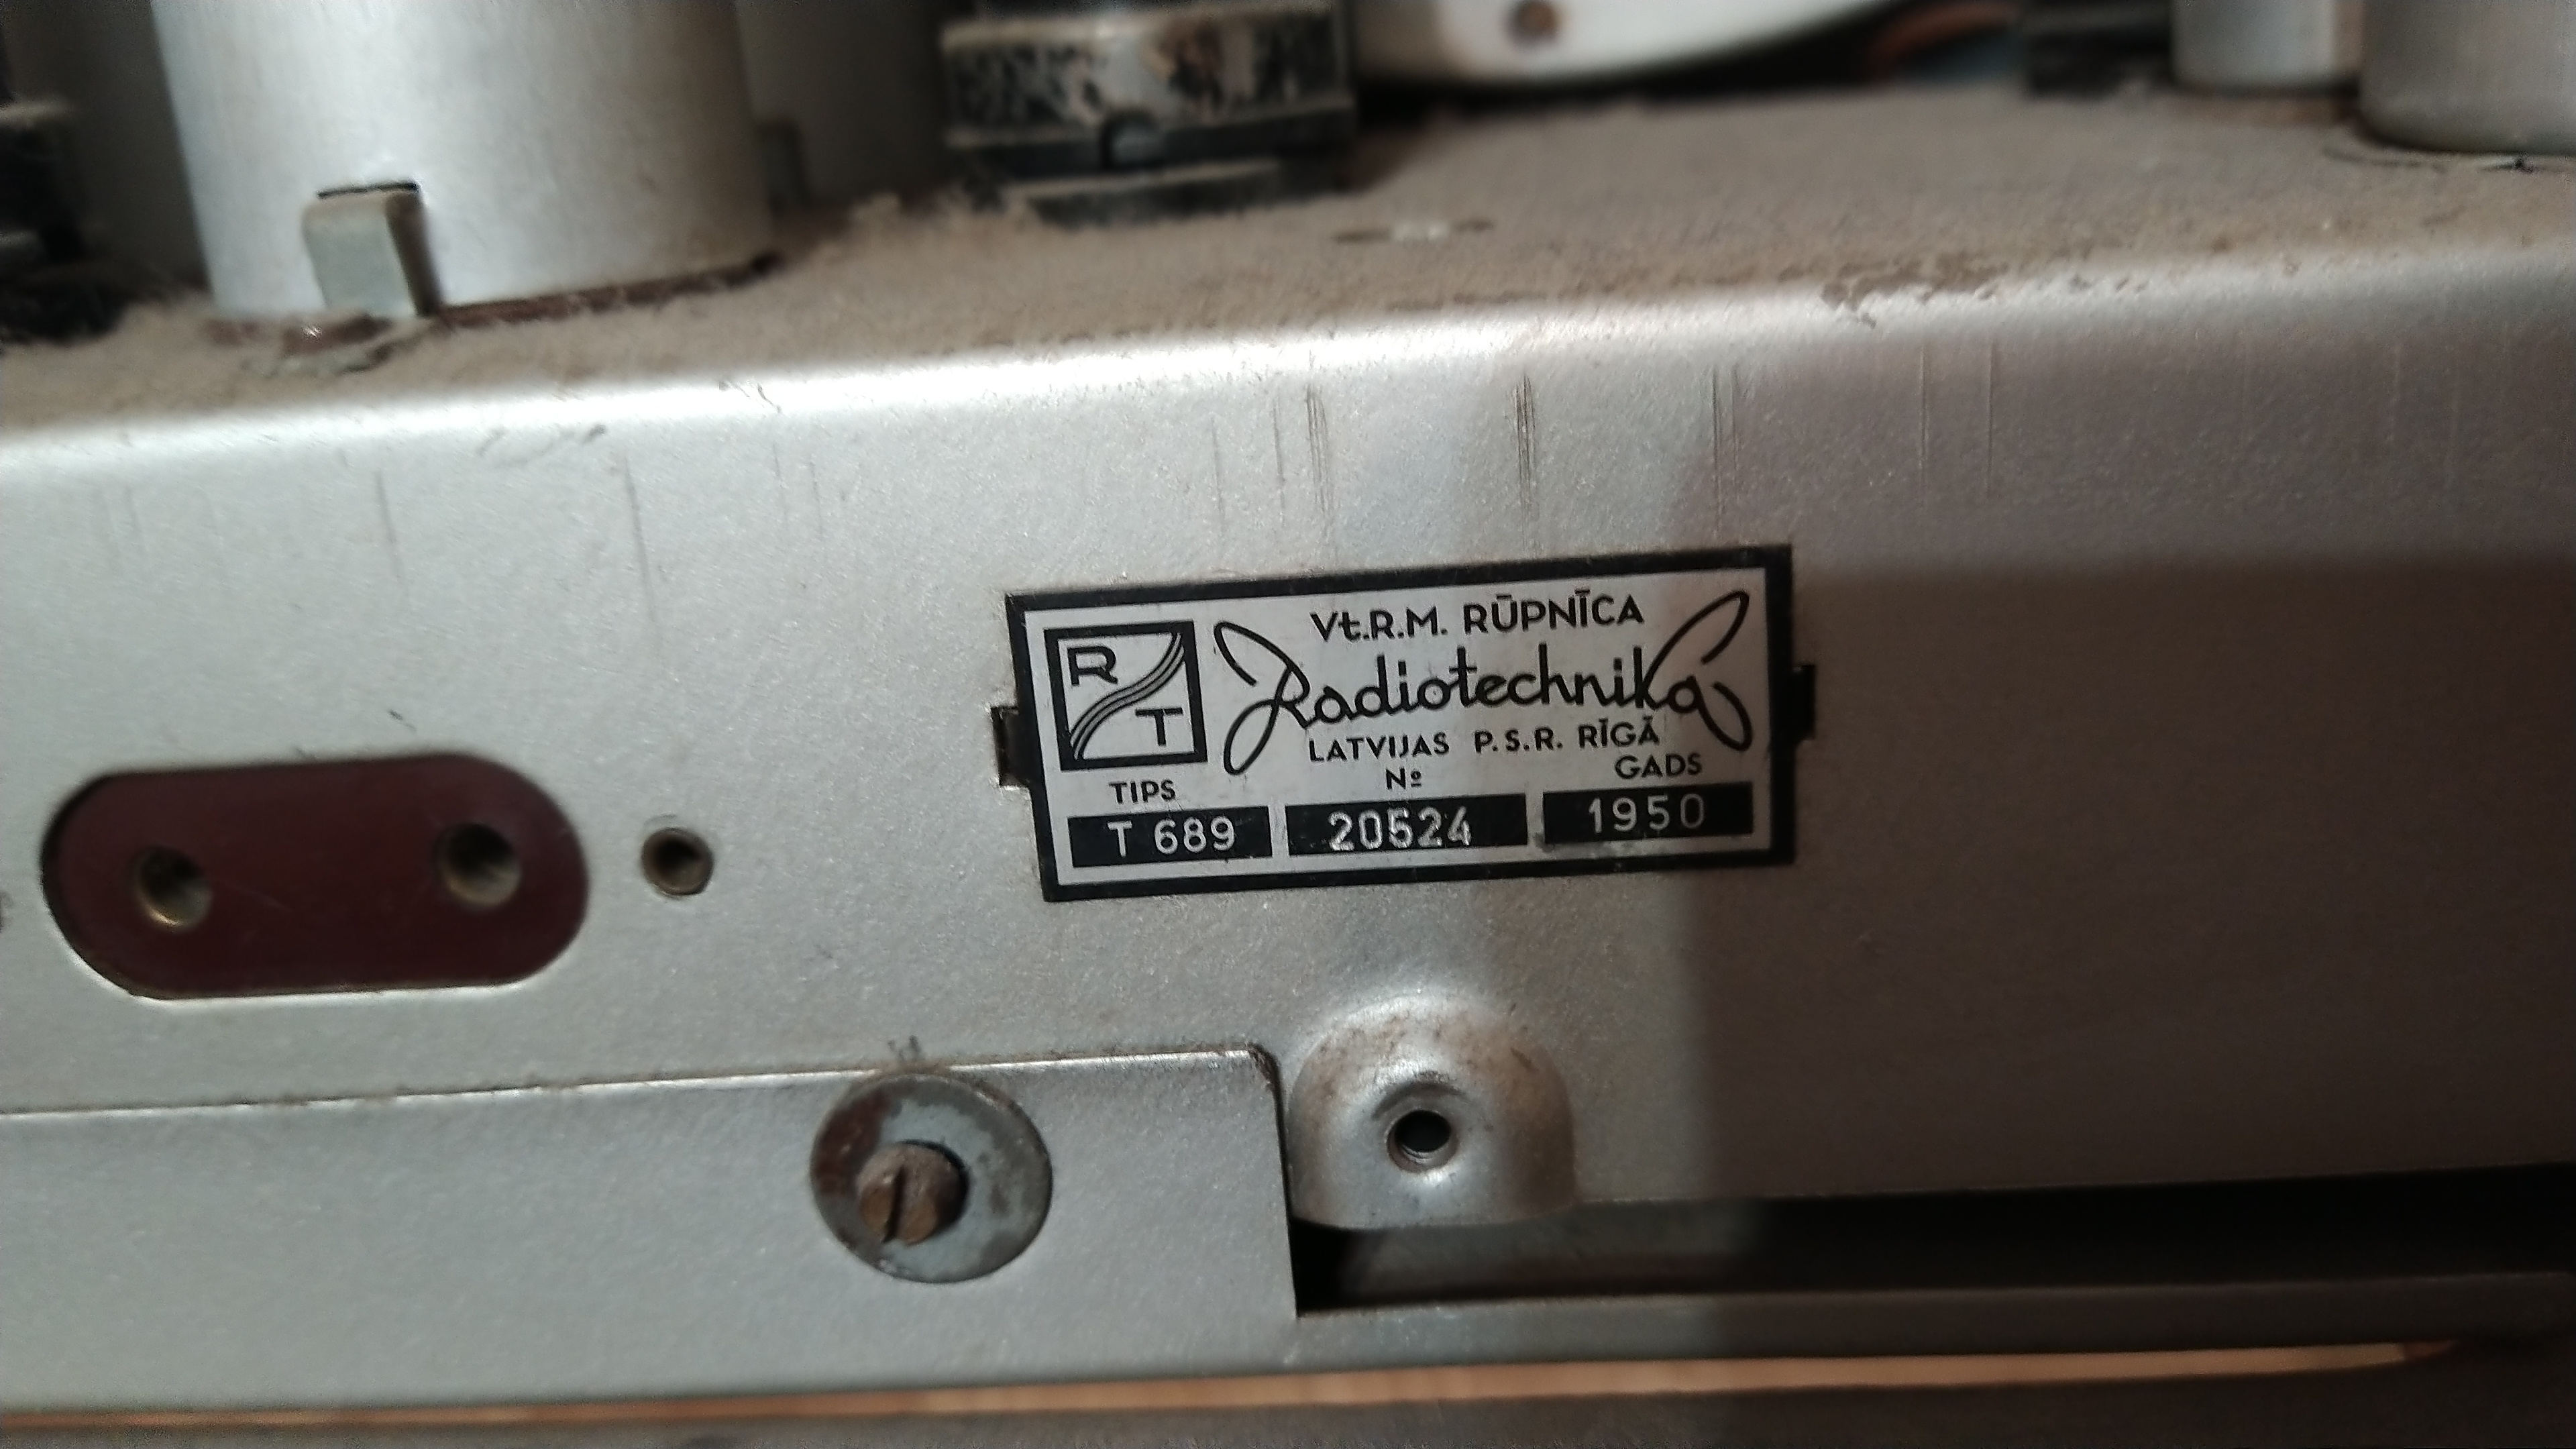 R
T
Vt.R.M. RŪPNĪCA
Radiotechnika
LATVIJAS P.S.R. RĪGĀ
TIPS № GADS
T 689 20524 1950